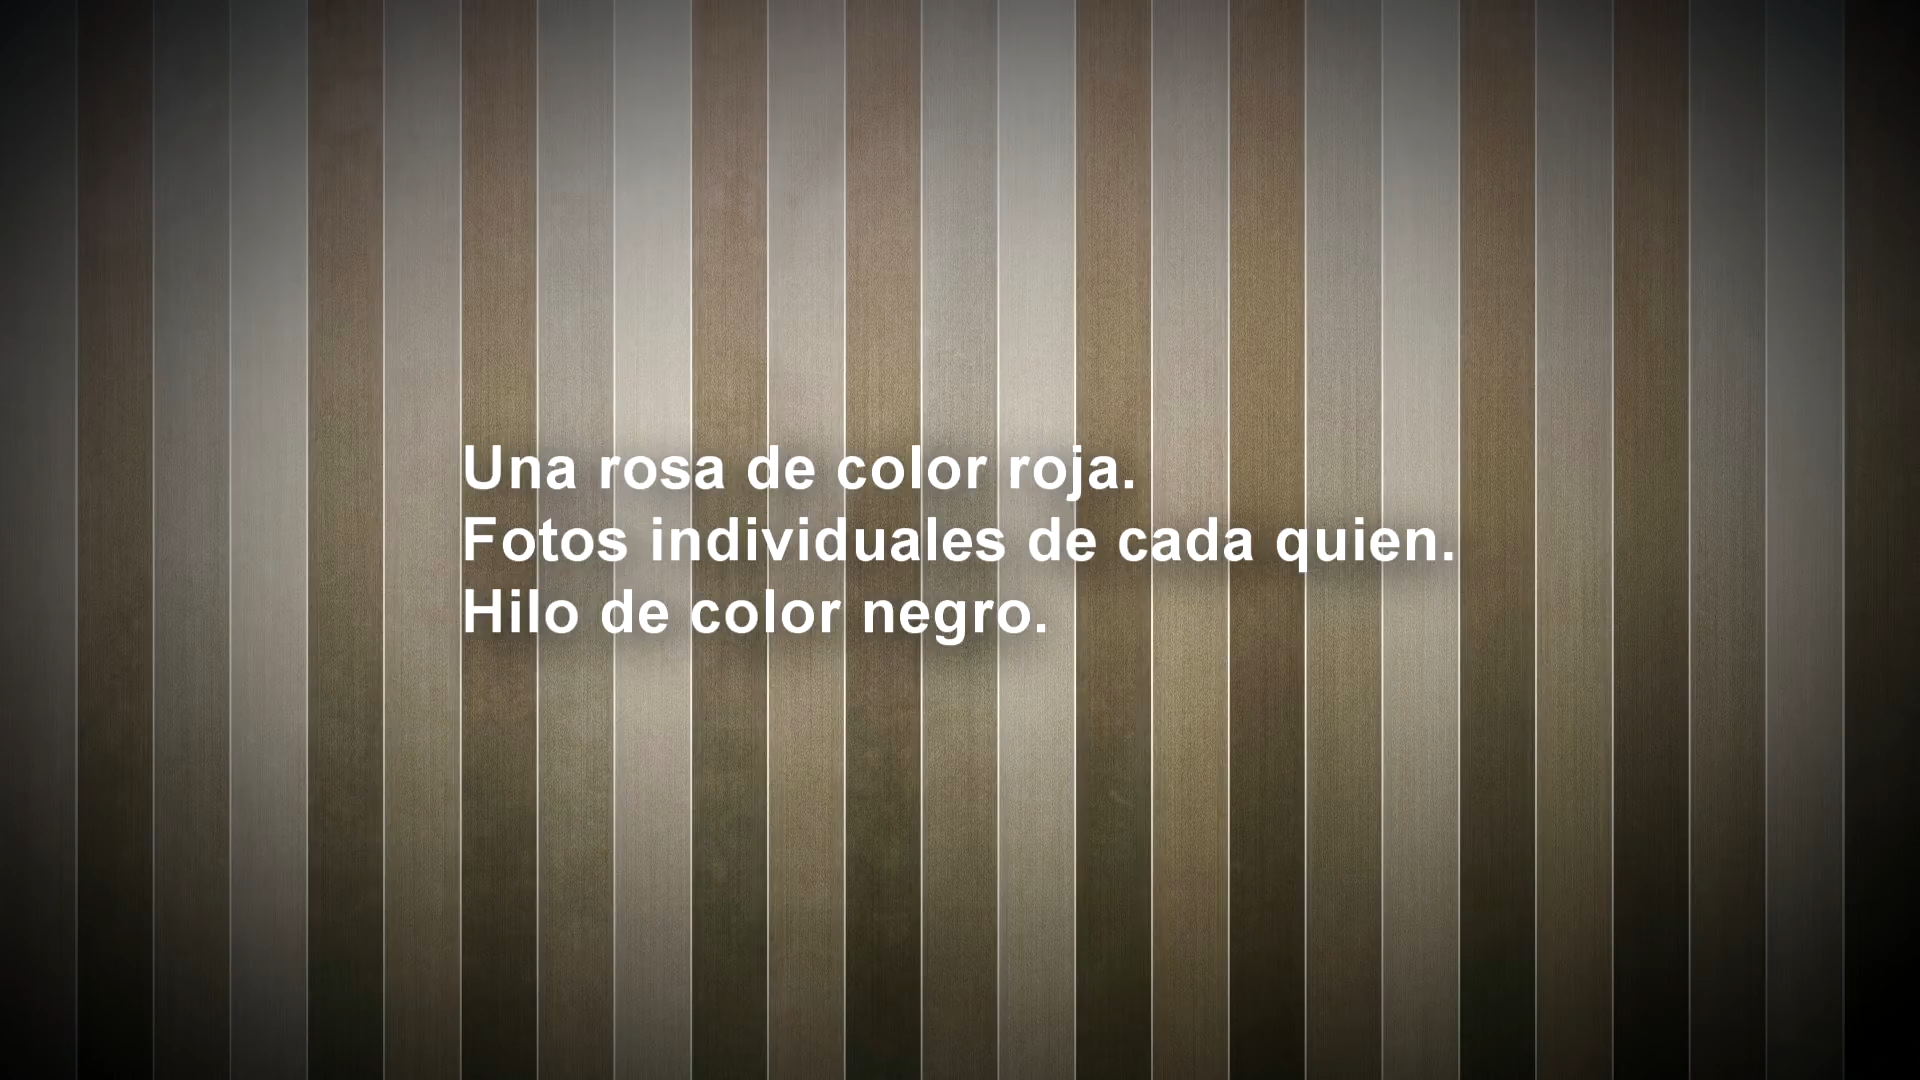 Una rosa de color roja.
Fotos individuales de cada quien.
Hilo de color negro.